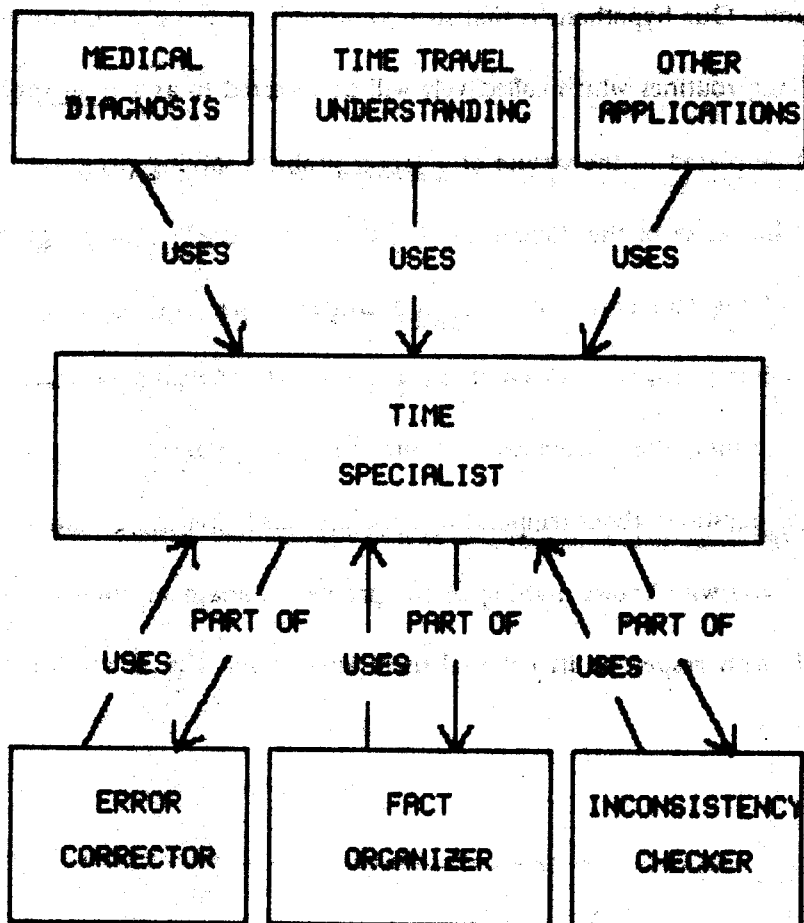 MEDICAL
DIAGNOSIS
TIME TRAVEL
UNDERSTANDING
OTHER
APPLICATIONS
USES
USES
USES
TIME
SPECIALIST
PART OF
PART OF
PART OF
USES
USES
USES
ERROR
CORRECTOR
FACT
ORGANIZER
INCONSISTENCY
CHECKER